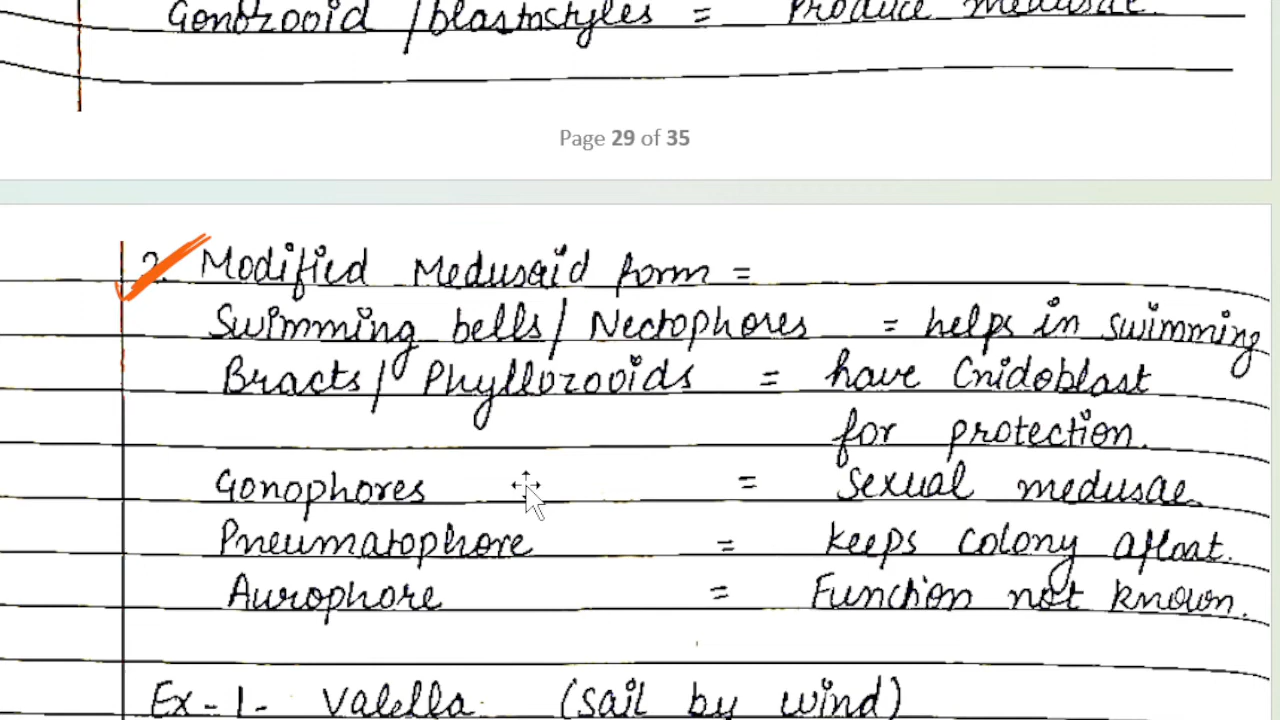 Gonozooid /blastostyles = Produce medusae.
Page 29 of 35
2. Modified Medusaid form =
Swimming bells/ Nectophores = helps in swimming
Bracts/ Phyllozooids = have Cnidoblast
for protection.
Gonophores = Sexual medusae.
Pneumatophore = keeps colony afloat.
Aurophore = Function not known.
Ex-1- Valella. (sail by wind)